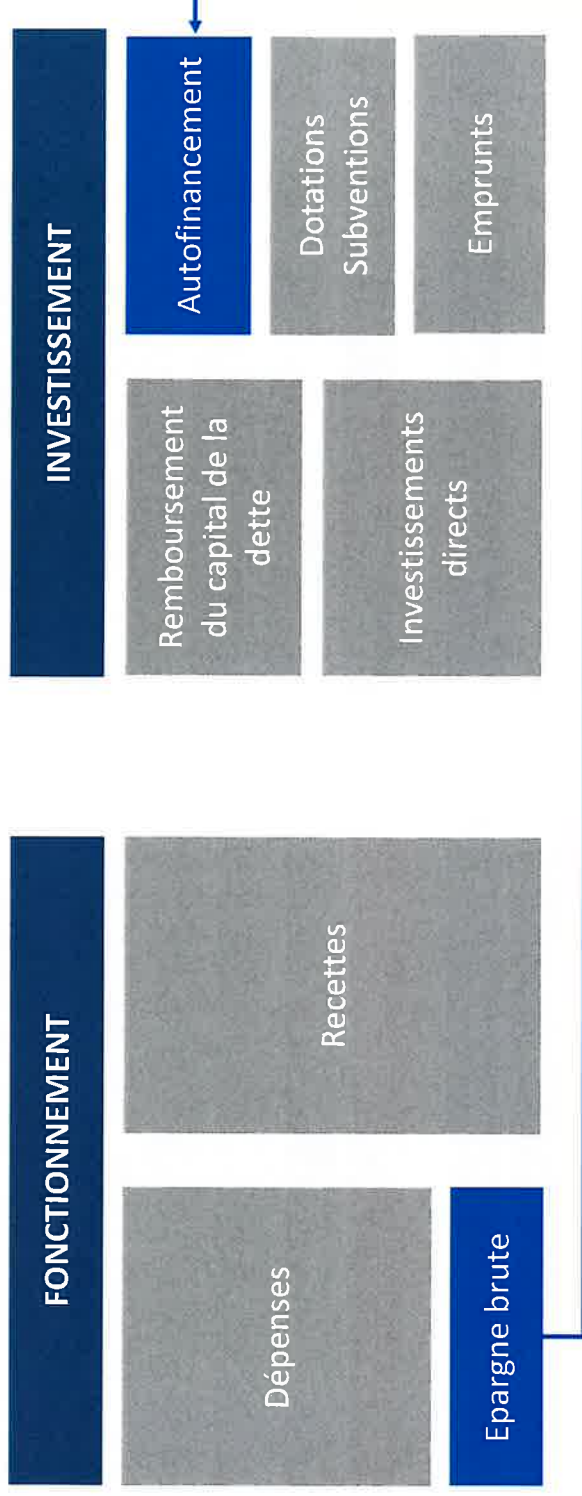 FONCTIONNEMENT
Dépenses
Epargne brute
Recettes
INVESTISSEMENT
Remboursement
du capital de la
dette
Investissements
directs
Autofinancement
Dotations
Subventions
Emprunts